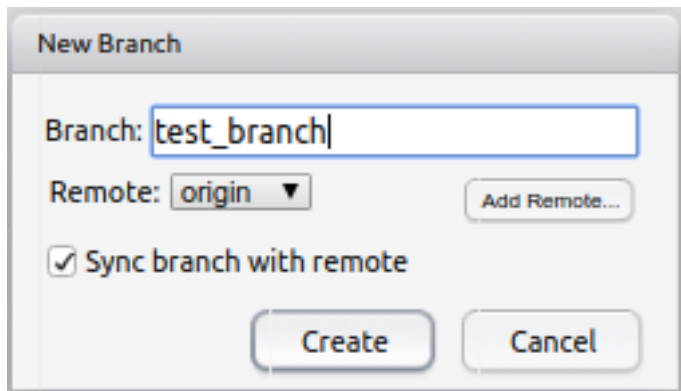 New Branch
Branch: test_branch
Remote: origin Add Remote...
Sync branch with remote
Create Cancel